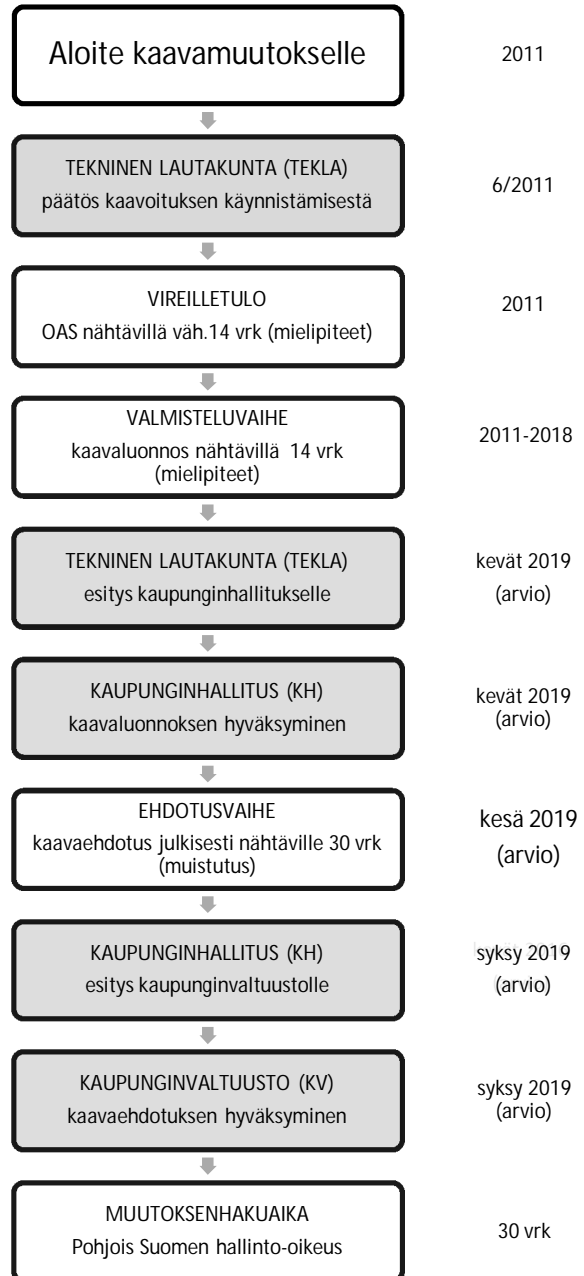 Aloite kaavamuutokselle
2011
TEKNINEN LAUTAKUNTA (TEKLA)
päätös kaavoituksen käynnistämisestä
6/2011
VIREILLETULO
OAS nähtävillä väh.14 vrk (mielipiteet)
2011
VALMISTELUVAIHE
kaavaluonnos nähtävillä 14 vrk
(mielipiteet)
2011-2018
TEKNINEN LAUTAKUNTA (TEKLA)
esitys kaupunginhallitukselle
kevät 2019
(arvio)
KAUPUNGINHALLITUS (KH)
kaavaluonnoksen hyväksyminen
kevät 2019
(arvio)
EHDOTUSVAIHE
kaavaehdotus julkisesti nähtäville 30 vrk
(muistutus)
kesä 2019
(arvio)
KAUPUNGINHALLITUS (KH)
esitys kaupunginvaltuustolle
syksy 2019
(arvio)
KAUPUNGINVALTUUSTO (KV)
kaavaehdotuksen hyväksyminen
syksy 2019
(arvio)
MUUTOKSENHAKUAIKA
Pohjois Suomen hallinto-oikeus
30 vrk